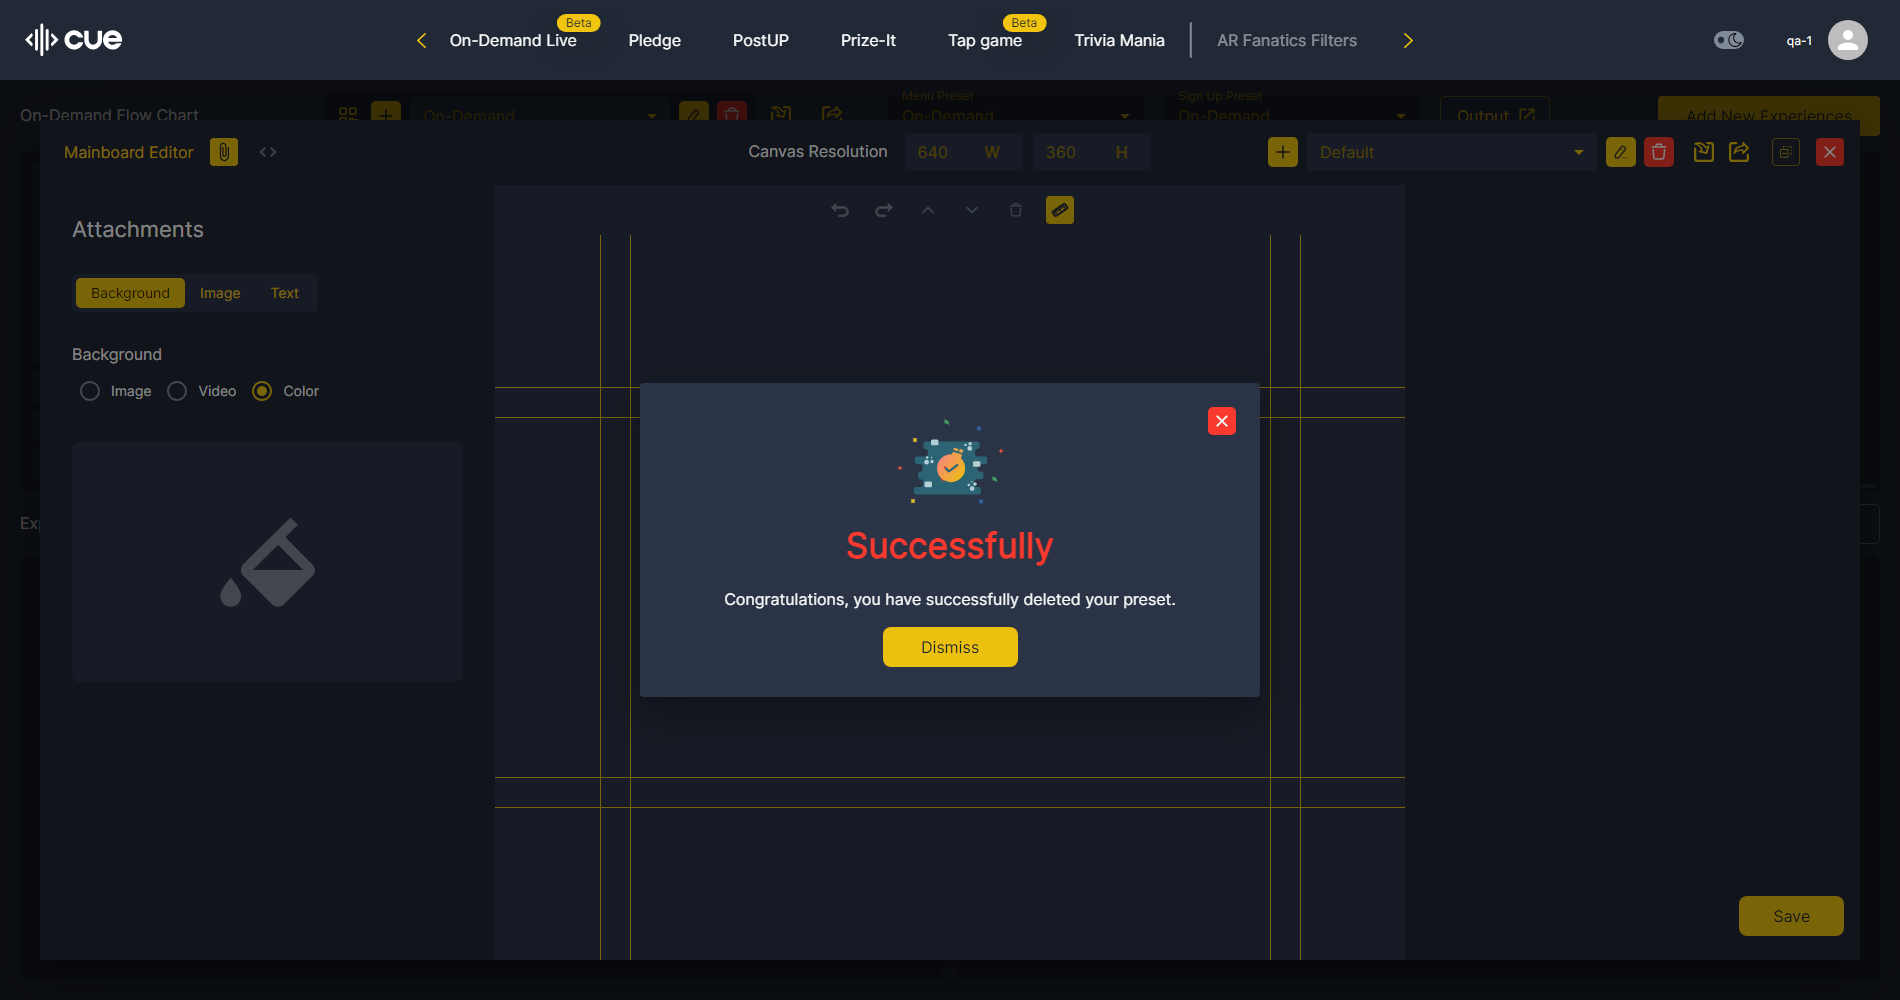 cue
On-Demand Live
Beta
Pledge
PostUP
Prize-It
Tap game
Beta
Trivia Mania
AR Fanatics Filters
qa-1
On-Demand Flow Chart
On-Demand
Menu Preset
On-Demand
Sign Up Preset
On-Demand
Output
Add New Experiences
Mainboard Editor
Canvas Resolution
640 W
360 H
Default
Attachments
Background Image Text
Background
Image Video Color
Successfully
Congratulations, you have successfully deleted your preset.
Dismiss
Save